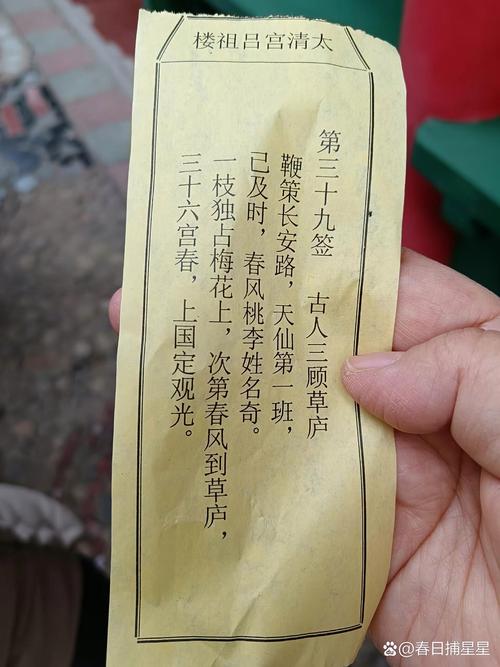 太清宫吕祖楼
第三十九签 古人三顾草庐
鞭策长安路，天仙第一班，
已及时，春风桃李姓名奇。
一枝独占梅花上，次第春风到草庐，
三十六宫春，上国定观光。
@春日捕星星